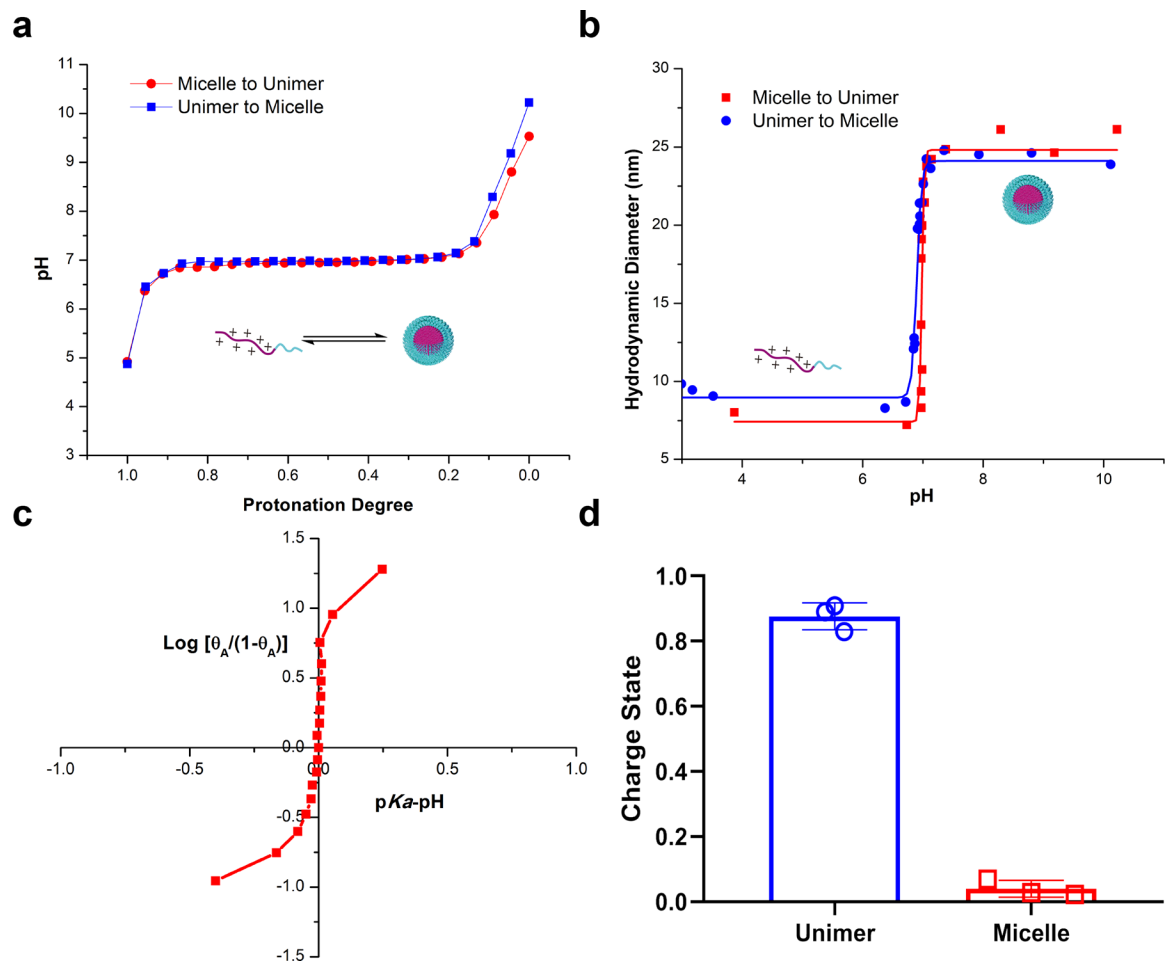 a
Micelle to Unimer
Unimer to Micelle
11
10
9
8
7
6
5
4
3
pH
1.0 0.8 0.6 0.4 0.2 0.0
Protonation Degree
+ + + + + + + +
b
Micelle to Unimer
Unimer to Micelle
30
25
20
15
10
5
Hydrodynamic Diameter (nm)
4 6 8 10
pH
+ + + + + + + +
c
1.5
1.0
Log [θA/(1-θA)]
0.5
0.0
-1.0 -0.5 0.0 0.5 1.0
pKa-pH
-0.5
-1.0
-1.5
d
1.0
0.8
0.6
0.4
0.2
0.0
Charge State
Unimer Micelle